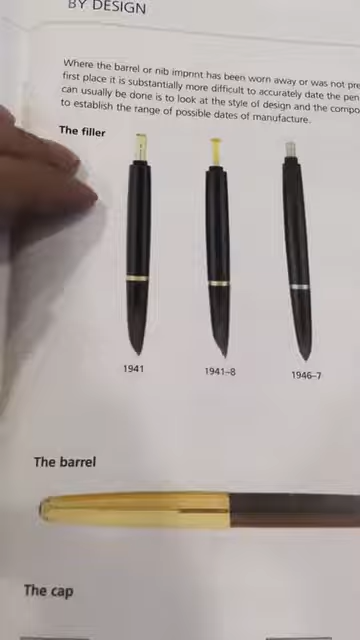 BY DESIGN
Where the barrel or nib imprint has been worn away or was not pre
first place it is substantially more difficult to accurately date the pen
can usually be done is to look at the style of design and the compo
to establish the range of possible dates of manufacture.
The filler
1941
1941–8
1946–7
The barrel
The cap